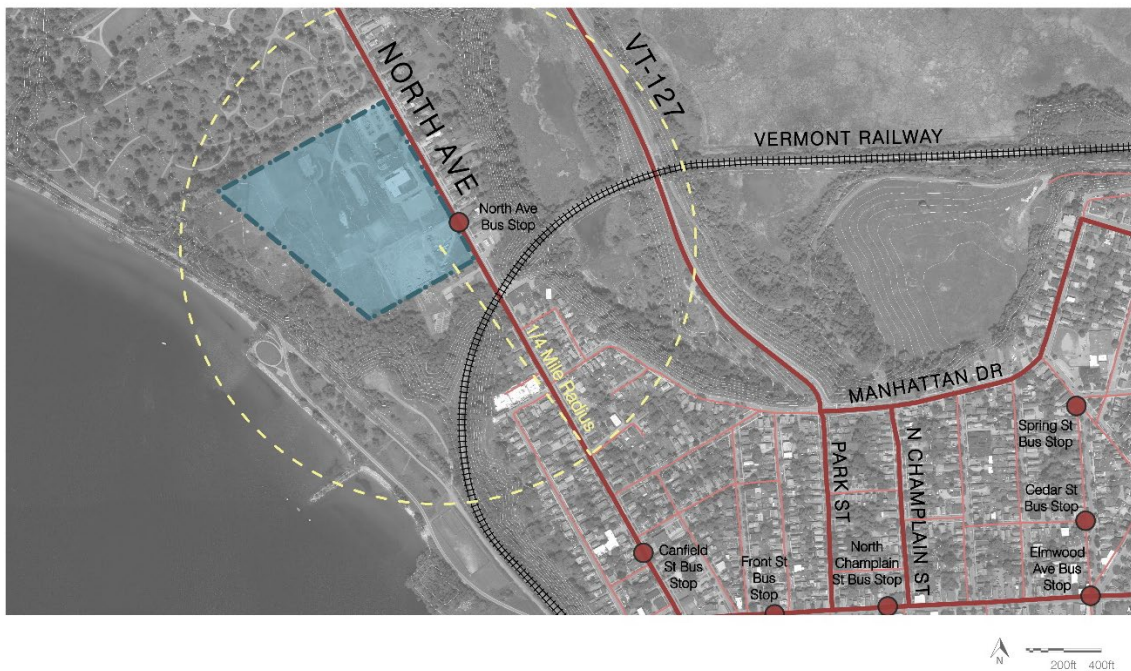 NORTH AVE
VT-127
VERMONT RAILWAY
North Ave
Bus Stop
1/4 Mile Radius
MANHATTAN DR
Spring St
Bus Stop
PARK ST
N CHAMPLAIN ST
Cedar St
Bus Stop
Canfield
St Bus
Stop
Front St
Bus
Stop
North
Champlain
St Bus Stop
Elmwood
Ave Bus
Stop
N
200ft 400ft